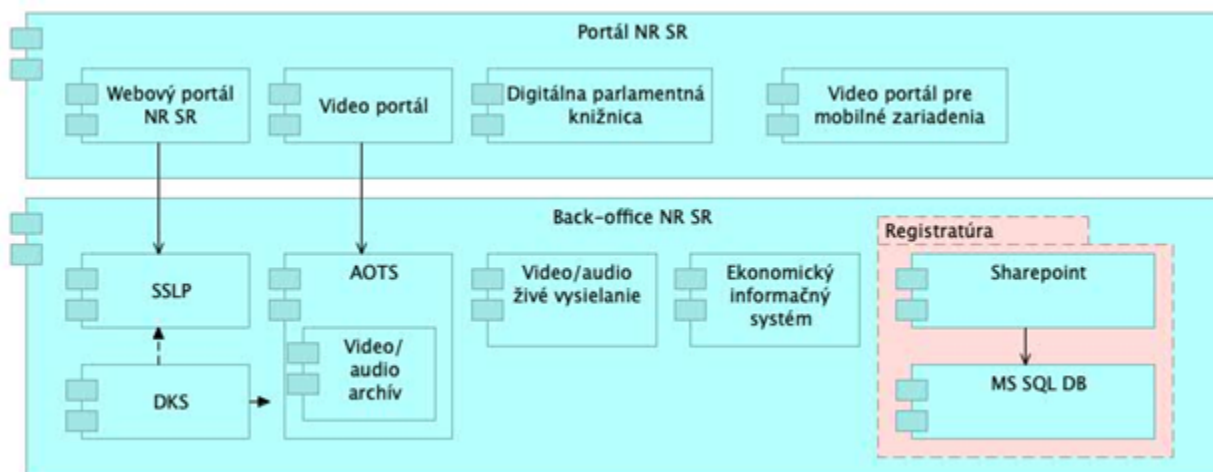 Portál NR SR
Webový portál
NR SR
Video portál
Digitálna parlamentná
knižnica
Video portál pre
mobilné zariadenia
Back-office NR SR
Registratúra
SSLP
AOTS
Video/audio
živé vysielanie
Ekonomický
informačný
systém
Sharepoint
Video/
audio
archív
DKS
MS SQL DB